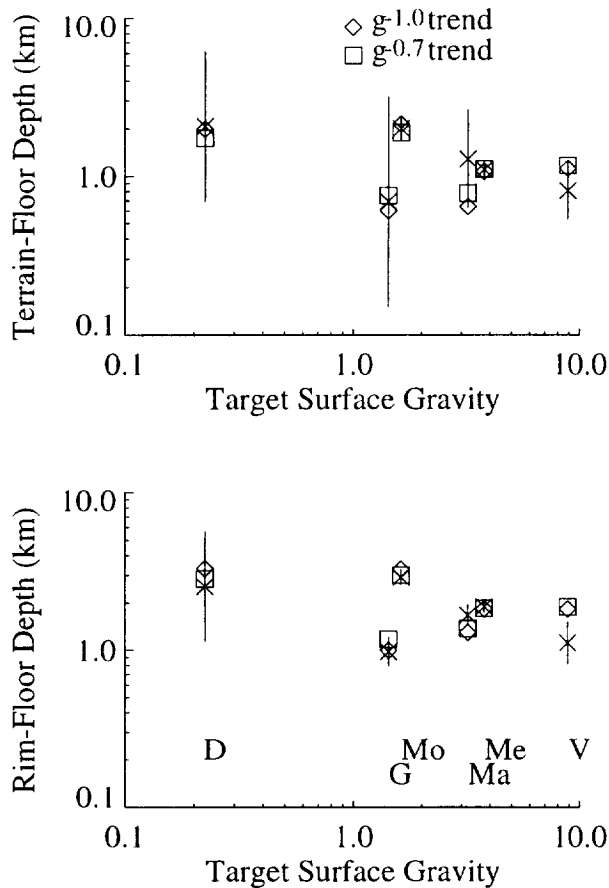 g-1.0 trend
g-0.7 trend
Terrain-Floor Depth (km)
10.0
1.0
0.1
0.1 1.0 10.0
Target Surface Gravity
Rim-Floor Depth (km)
10.0
1.0
0.1
D Mo Me V
G Ma
0.1 1.0 10.0
Target Surface Gravity